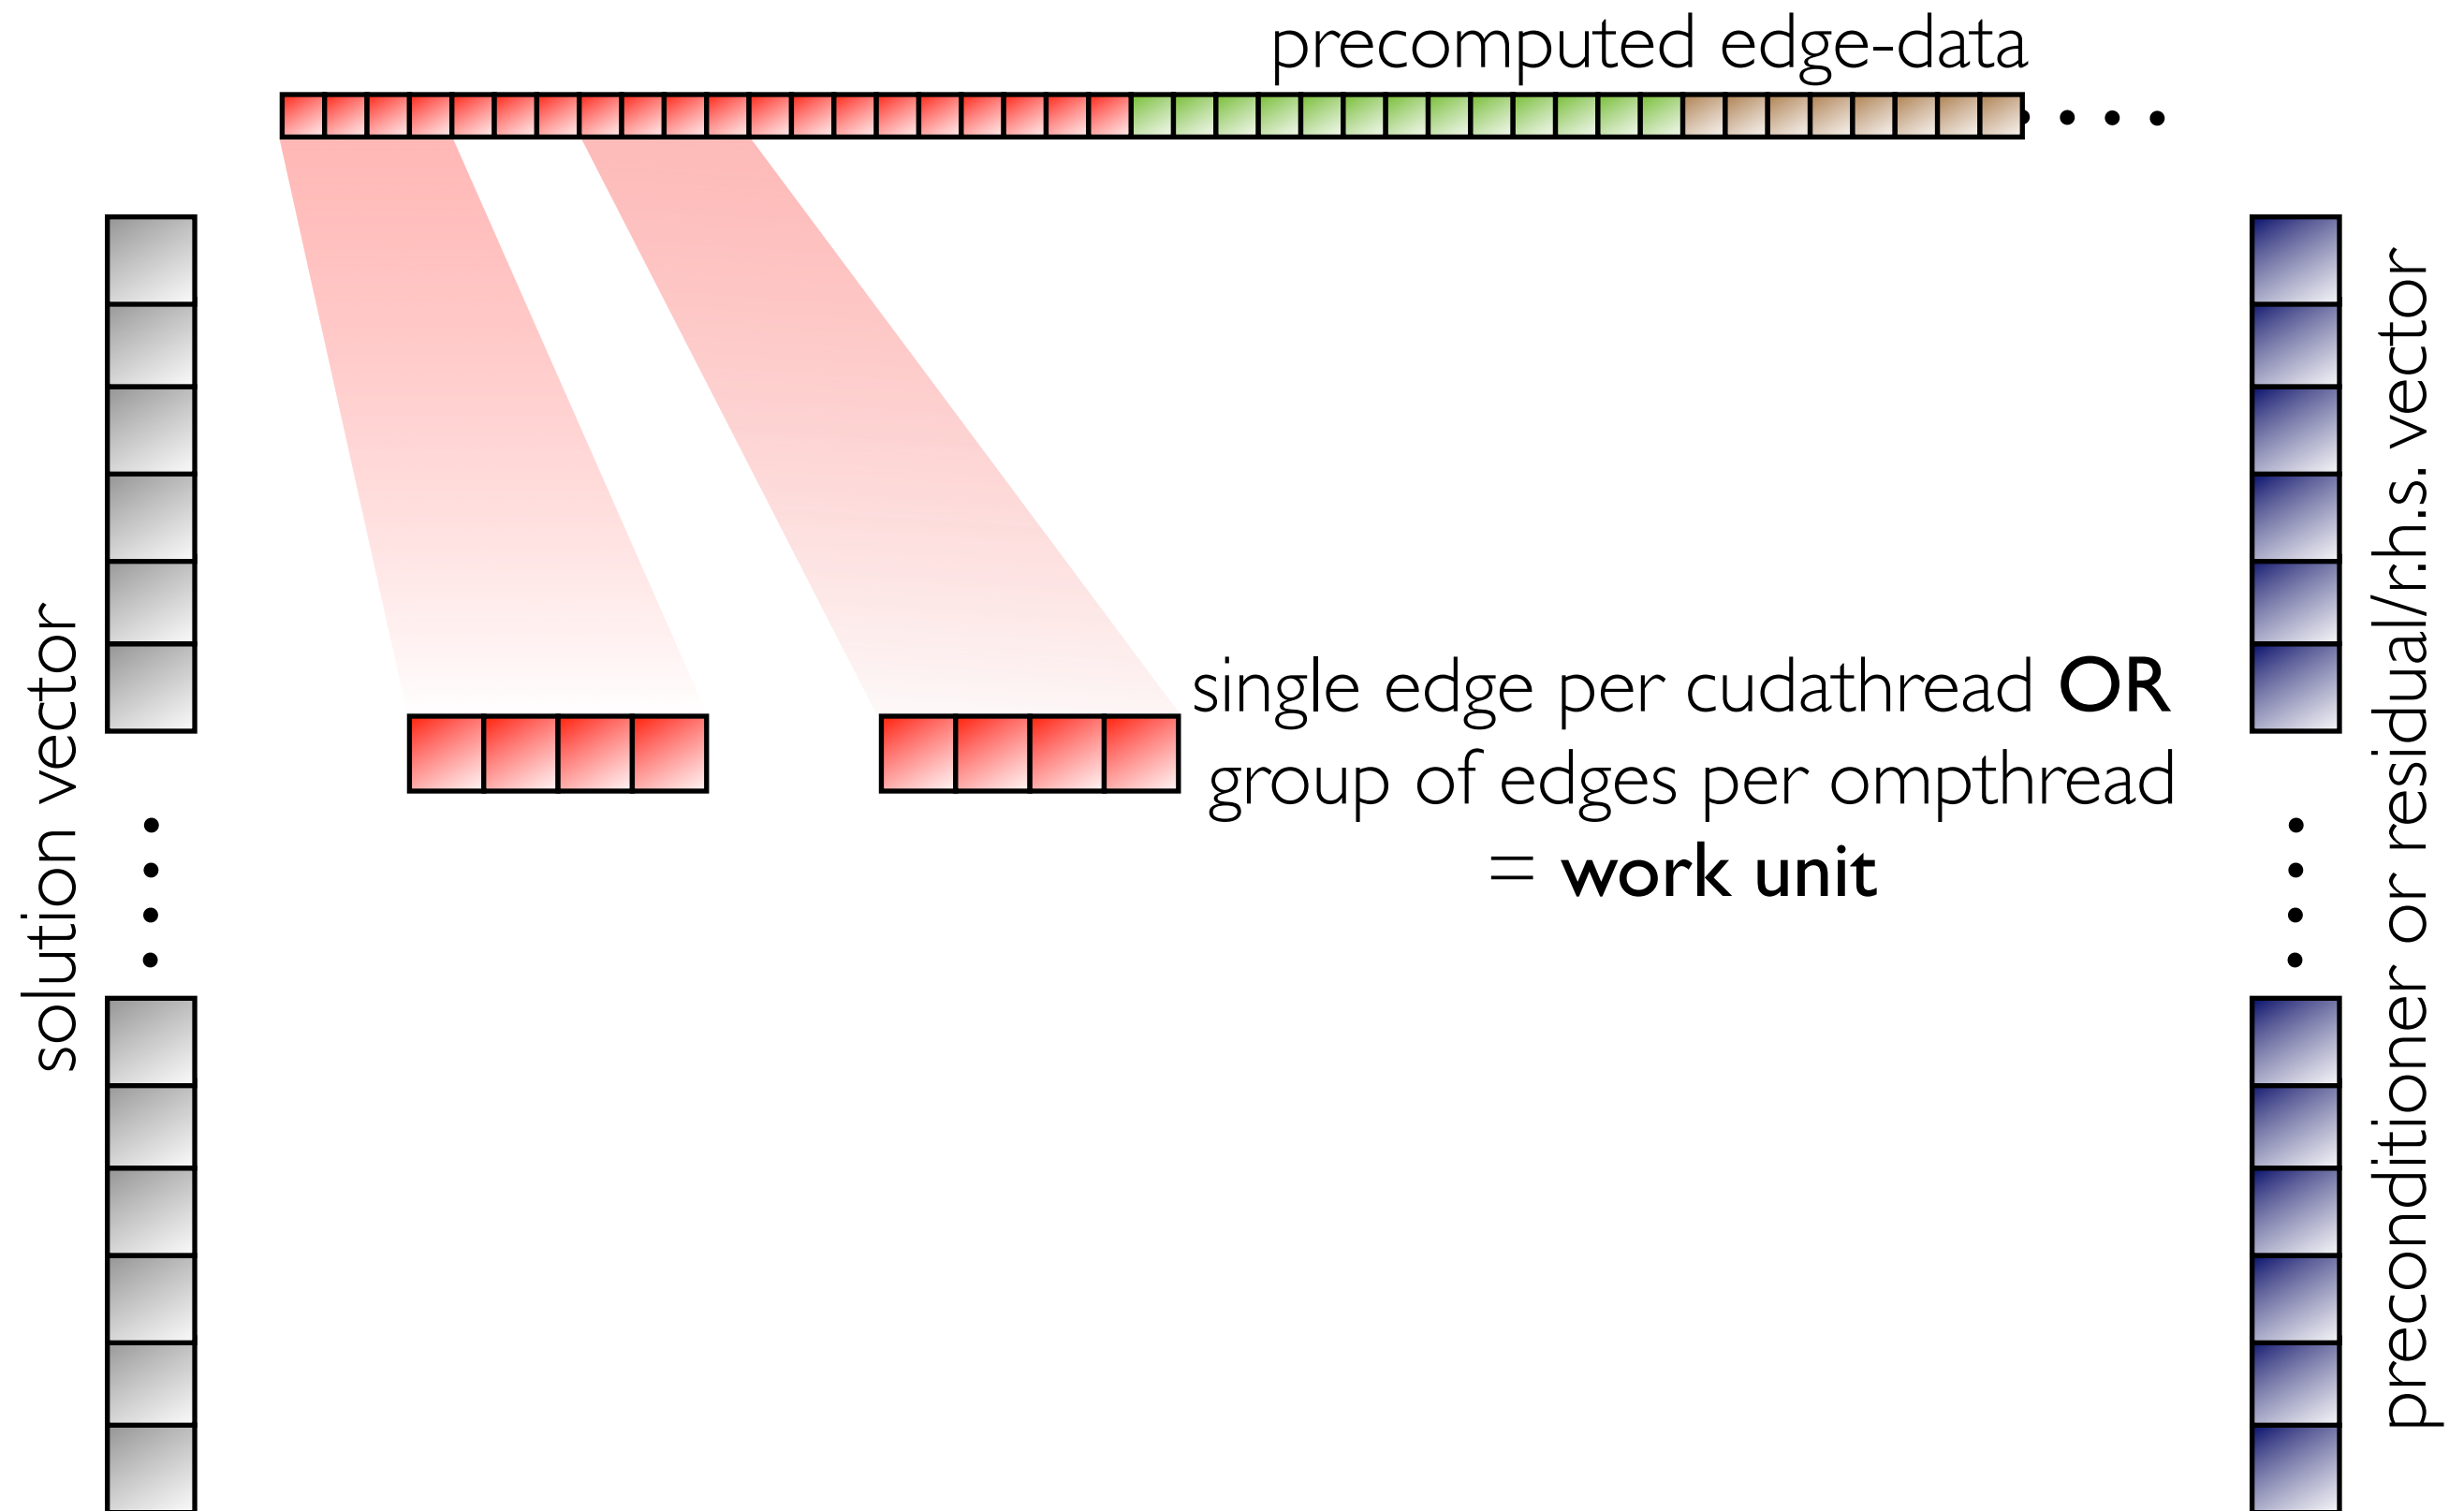 precomputed edge-data
solution vector
single edge per cudathread OR
group of edges per ompthread
= work unit
preconditioner or residual/r.h.s. vector